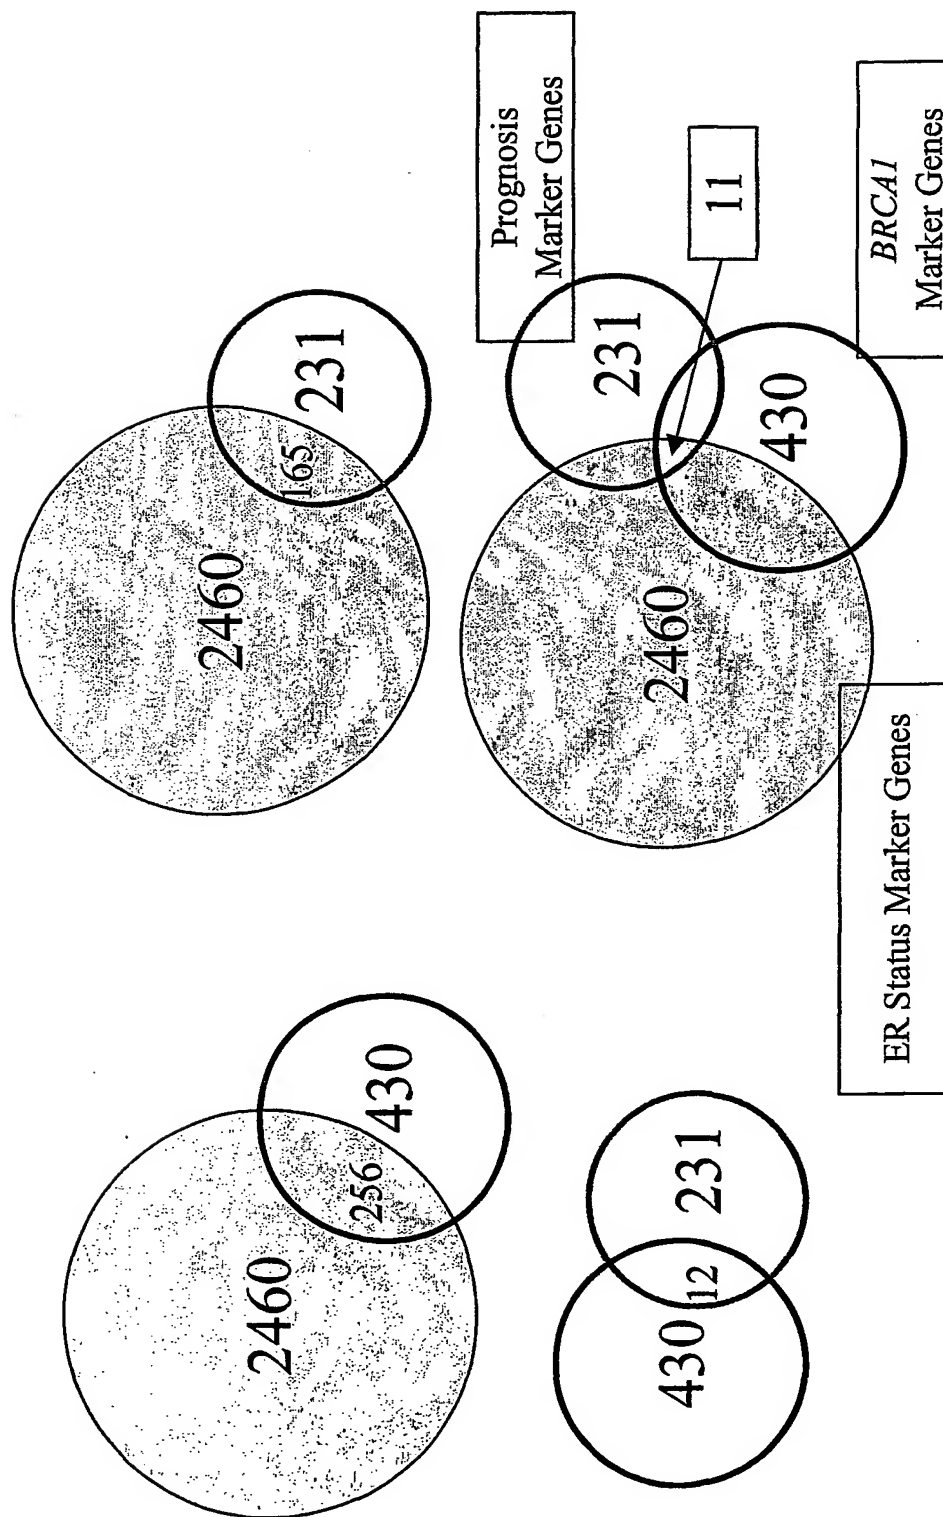 2460
256
430
2460
165
231
430
12
231
2460
231
430
11
Prognosis
Marker Genes
BRCA1
Marker Genes
ER Status Marker Genes